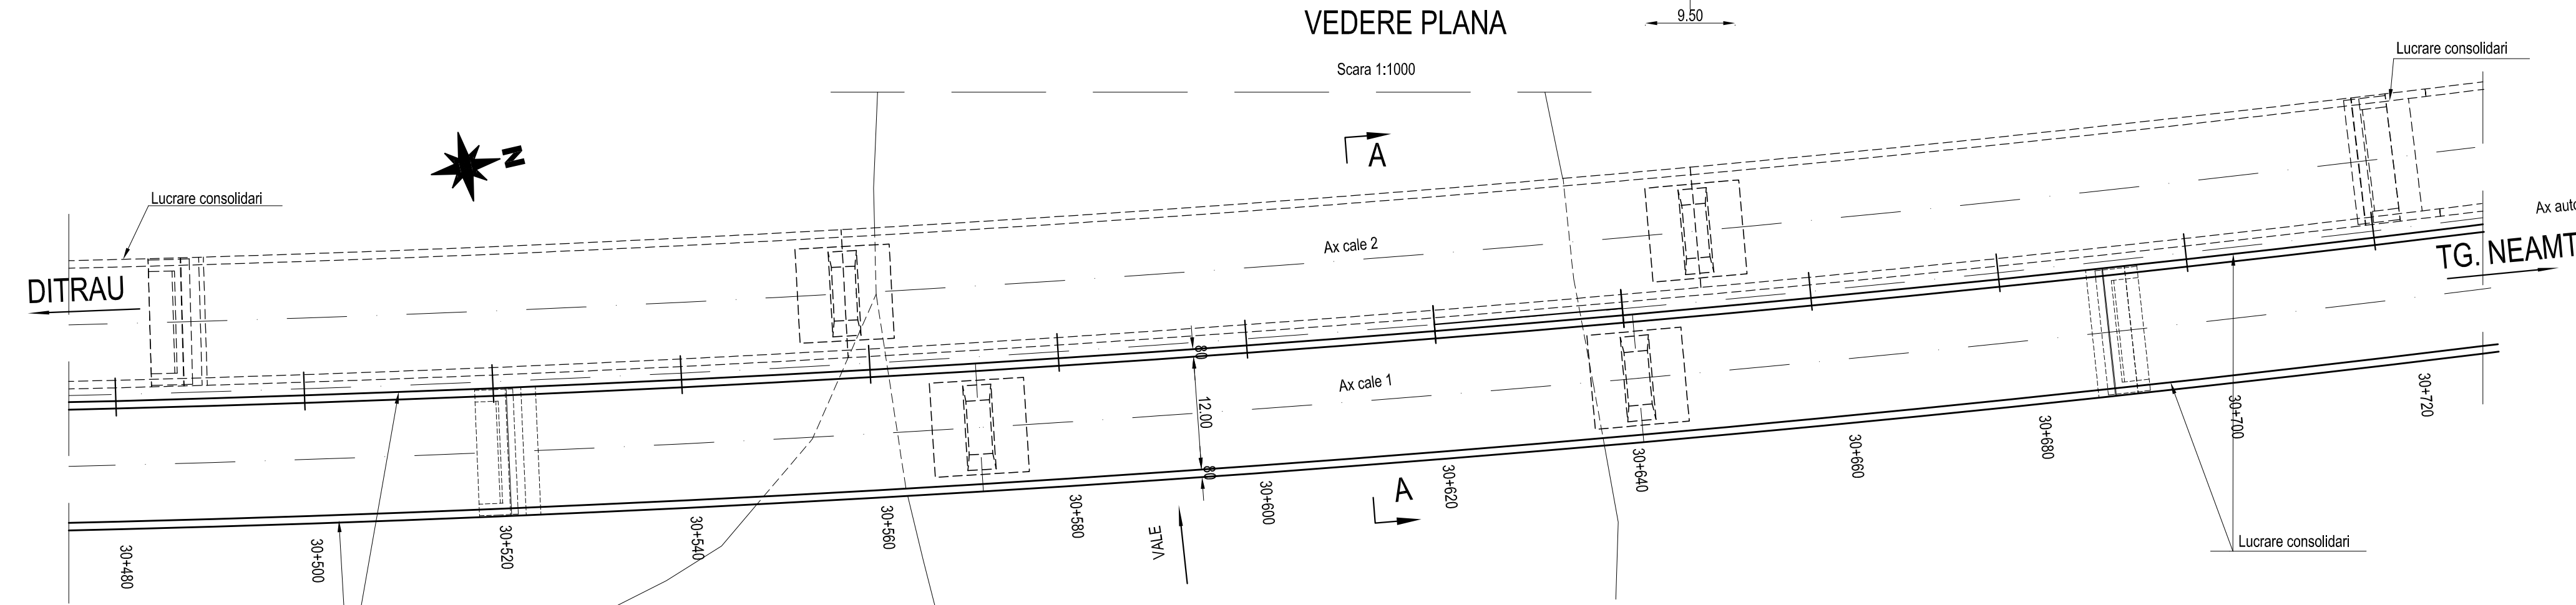 VEDERE PLANA
9.50
Scara 1:1000
Lucrare consolidari
A
N
Lucrare consolidari
Ax cale 2
Ax auto
TG. NEAMT
DITRAU
80
Ax cale 1
12.00
80
A
VALE
30+480
30+500
30+520
30+540
30+560
30+580
30+600
30+620
30+640
30+660
30+680
30+700
30+720
Lucrare consolidari